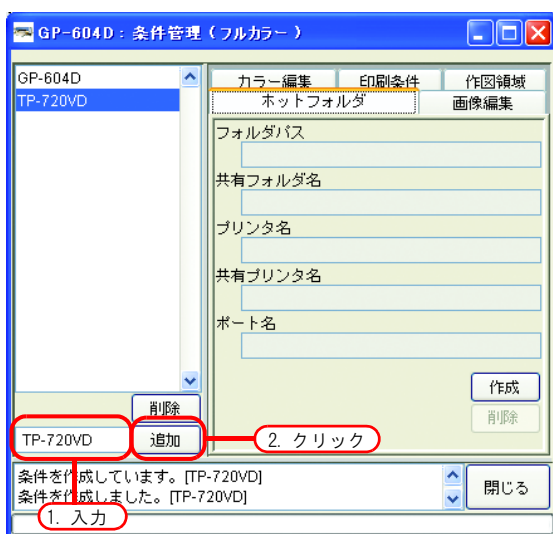 GP-604D：条件管理（フルカラー）
GP-604D
TP-720VD
カラー編集 印刷条件 作図領域
ホットフォルダ 画像編集
フォルダパス
共有フォルダ名
プリンタ名
共有プリンタ名
ポート名
作成
削除
削除
TP-720VD 追加
2. クリック
条件を作成しています。[TP-720VD]
条件を作成しました。[TP-720VD]
閉じる
1. 入力